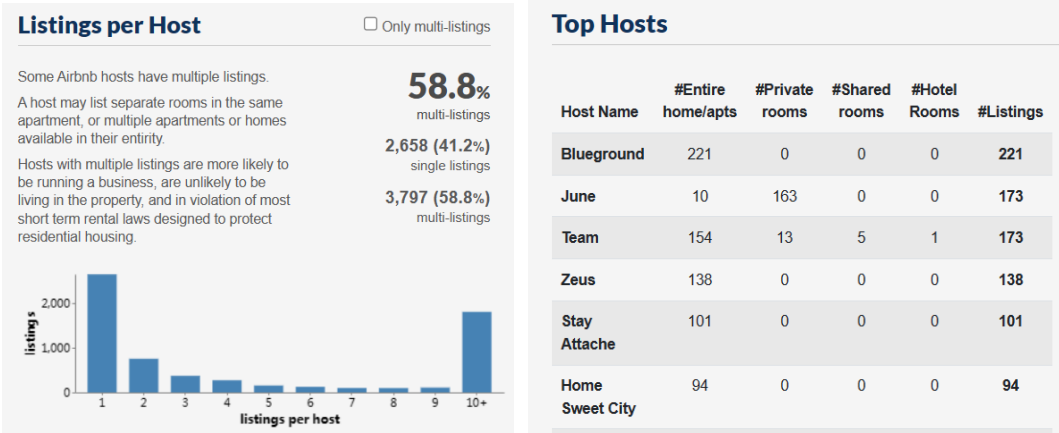 Listings per Host
Only multi-listings
Some Airbnb hosts have multiple listings.
A host may list separate rooms in the same
apartment, or multiple apartments or homes
available in their entirity.
Hosts with multiple listings are more likely to
be running a business, are unlikely to be
living in the property, and in violation of most
short term rental laws designed to protect
residential housing.
58.8%
multi-listings
2,658 (41.2%)
single listings
3,797 (58.8%)
multi-listings
listings
2,000
1,000
0
1 2 3 4 5 6 7 8 9 10+
listings per host
Top Hosts
Host Name #Entire home/apts #Private rooms #Shared rooms #Hotel Rooms #Listings
Blueground 221 0 0 0 221
June 10 163 0 0 173
Team 154 13 5 1 173
Zeus 138 0 0 0 138
Stay Attache 101 0 0 0 101
Home Sweet City 94 0 0 0 94